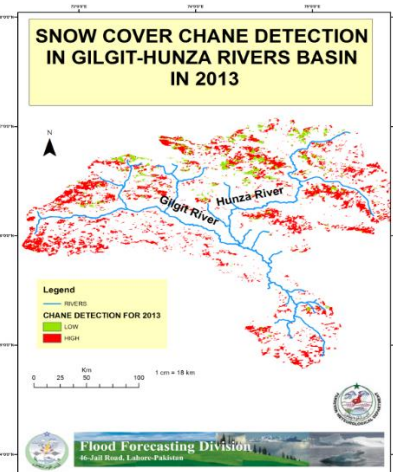 SNOW COVER CHANE DETECTION
IN GILGIT-HUNZA RIVERS BASIN
IN 2013
N
Hunza River
Gilgit River
Legend
RIVERS
CHANE DETECTION FOR 2013
LOW
HIGH
Km
0 25 50 100
1 cm = 18 km
Flood Forecasting Division
46-Jail Road, Lahore-Pakistan